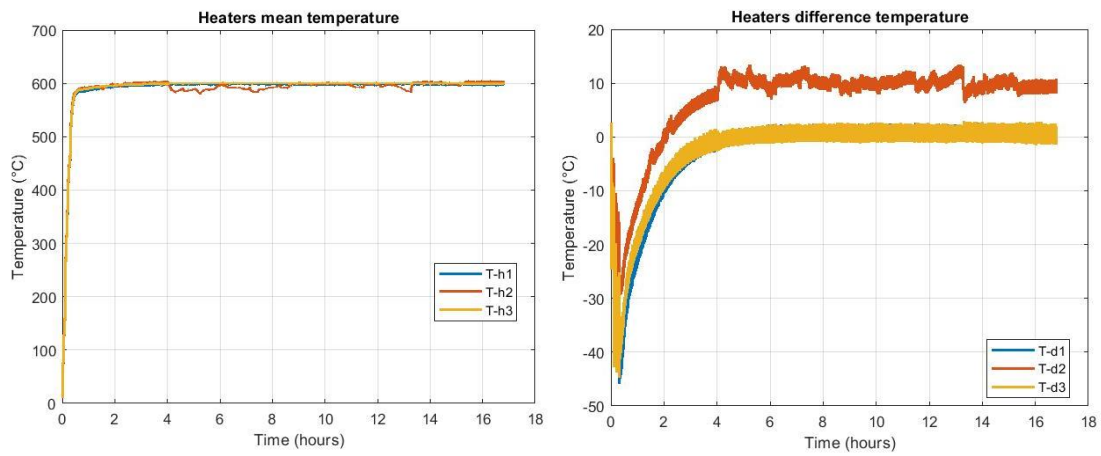 Heaters mean temperature
Temperature (°C)
700
600
500
400
300
200
100
0
0 2 4 6 8 10 12 14 16 18
Time (hours)
T-h1
T-h2
T-h3
Heaters difference temperature
Temperature (°C)
20
10
0
-10
-20
-30
-40
-50
0 2 4 6 8 10 12 14 16 18
Time (hours)
T-d1
T-d2
T-d3